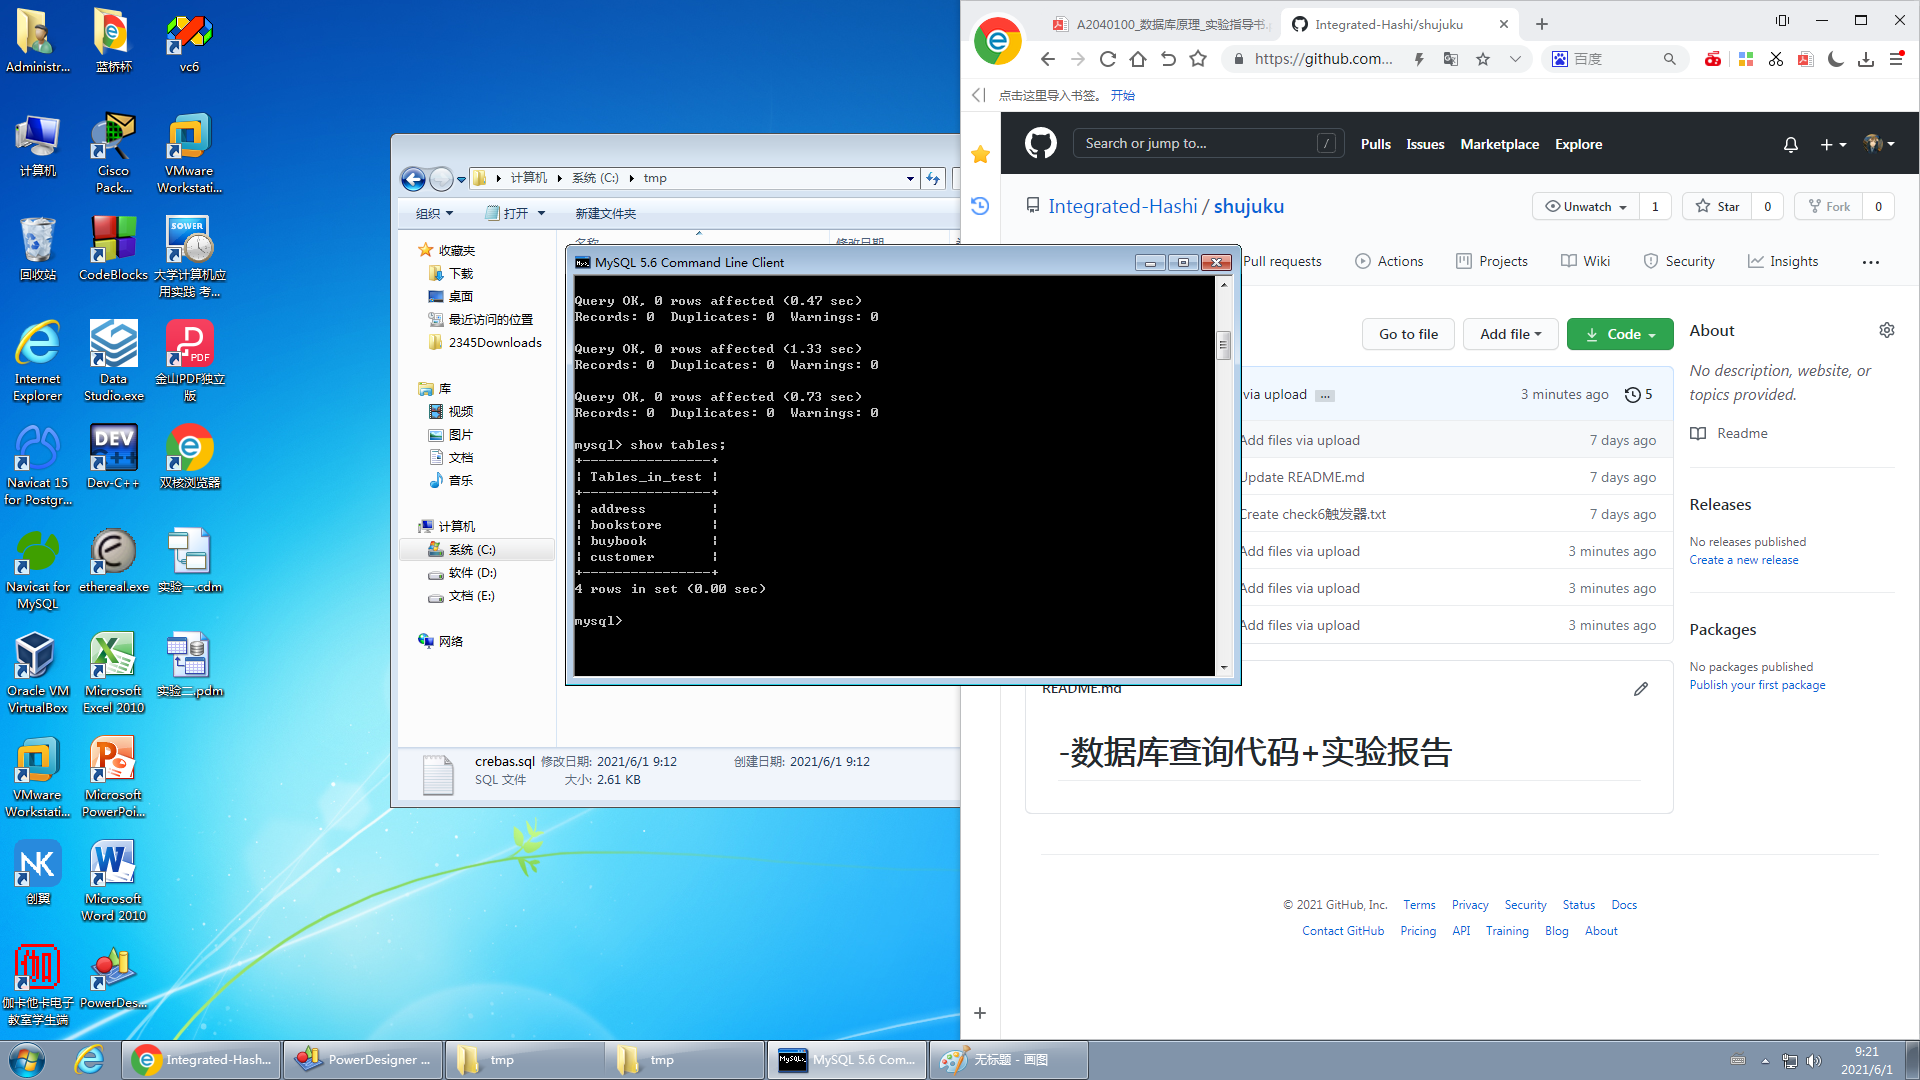 Administr...
蓝桥杯
vc6
计算机
Cisco
Pack...
VMware
Workstati...
回收站
CodeBlocks
SOWER
大学计算机应
用实践 考...
Internet
Explorer
Data
Studio.exe
PDF
金山PDF独立
版
Navicat 15
for Postgr...
DEV
C++
Dev-C++
双核浏览器
Navicat for
MySQL
ethereal.exe
实验一.cdm
Oracle VM
VirtualBox
Microsoft
Excel 2010
实验二.pdm
VMware
Workstati...
Microsoft
PowerPoi...
NK
创翼
Microsoft
Word 2010
伽
伽卡他卡电子
教室学生端
PowerDes...
计算机
系统 (C:)
tmp
组织
打开
新建文件夹
名称
修改日期
收藏夹
下载
桌面
最近访问的位置
2345Downloads
库
视频
图片
文档
音乐
计算机
系统 (C:)
软件 (D:)
文档 (E:)
网络
crebas.sql 修改日期: 2021/6/1 9:12 创建日期: 2021/6/1 9:12
SQL 文件 大小: 2.61 KB
MySQL 5.6 Command Line Client
Query OK, 0 rows affected (0.47 sec)
Records: 0  Duplicates: 0  Warnings: 0
Query OK, 0 rows affected (1.33 sec)
Records: 0  Duplicates: 0  Warnings: 0
Query OK, 0 rows affected (0.73 sec)
Records: 0  Duplicates: 0  Warnings: 0
mysql> show tables;
+----------------+
| Tables_in_test |
+----------------+
| address        |
| bookstore      |
| buybook        |
| customer       |
+----------------+
4 rows in set (0.00 sec)
mysql>
A2040100_数据库原理_实验指导书
Integrated-Hashi/shujuku
https://github.com...
百度
点击这里导入书签。 开始
Search or jump to...
/
Pulls Issues Marketplace Explore
Integrated-Hashi / shujuku
Unwatch 1
Star 0
Fork 0
Pull requests
Actions
Projects
Wiki
Security
Insights
Go to file
Add file
Code
via upload ... 3 minutes ago 5
Add files via upload 7 days ago
Update README.md 7 days ago
Create check6触发器.txt 7 days ago
Add files via upload 3 minutes ago
Add files via upload 3 minutes ago
Add files via upload 3 minutes ago
README.md
-数据库查询代码+实验报告
About
No description, website, or
topics provided.
Readme
Releases
No releases published
Create a new release
Packages
No packages published
Publish your first package
© 2021 GitHub, Inc. Terms Privacy Security Status Docs
Contact GitHub Pricing API Training Blog About
Integrated-Hash...
PowerDesigner ...
tmp
tmp
MySQL 5.6 Com...
无标题 - 画图
9:21
2021/6/1